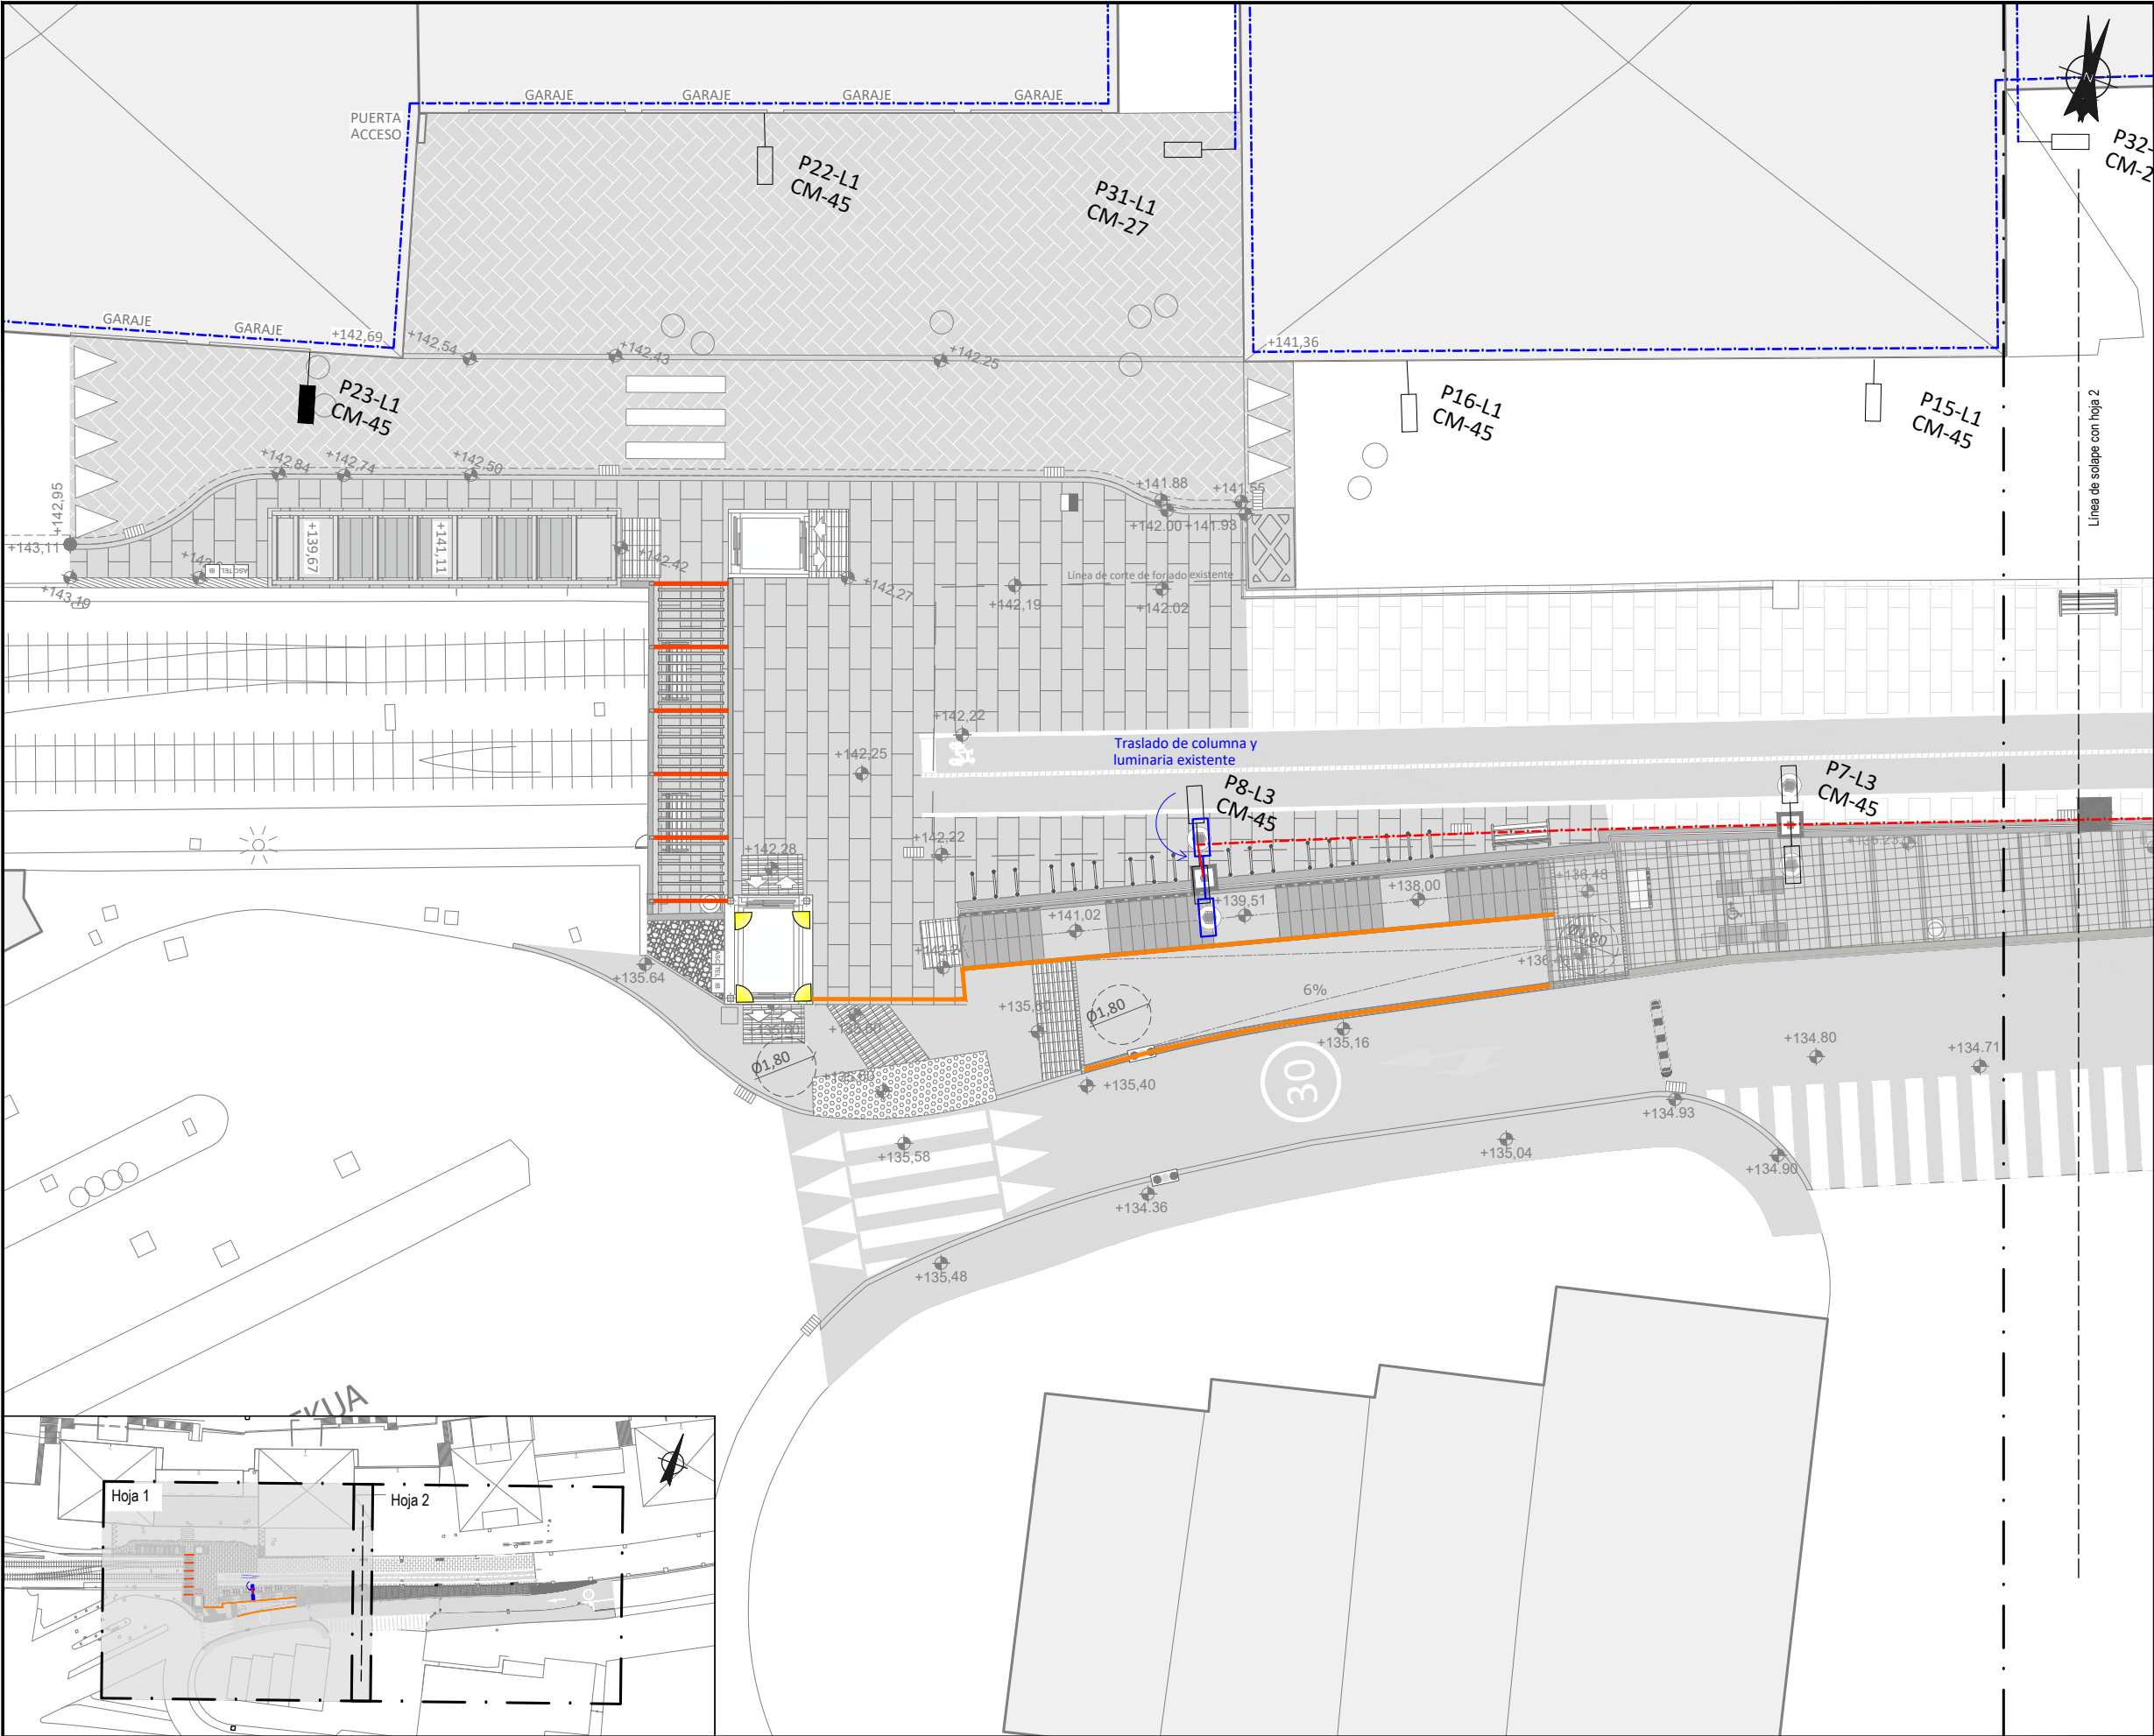 GARAJE
GARAJE
GARAJE
GARAJE
PUERTA
ACCESO
P22-L1
CM-45
P31-L1
CM-27
P32-
CM-2
GARAJE
GARAJE
+142,69
+142,54
+142,43
+142.25
+141,36
P23-L1
CM-45
P16-L1
CM-45
P15-L1
CM-45
Línea de solape con hoja 2
+142,84
+142,74
+142,50
+142,95
+141.88
+141.55
+142.00
+141.93
+143,11
+139,67
+141,11
+142.42
ASC TEL
IB
+143,19
+142,27
Línea de corte de forjado existente
+142,19
+142.02
+142,22
+142,25
Traslado de columna y
luminaria existente
P8-L3
CM-45
P7-L3
CM-45
+142,22
+142.28
+141,02
+139,51
+138,00
+136,48
Ø1,80
ASC TEL
IB
+135.64
+135,60
Ø1,80
6%
+135,16
30
+134.80
+134.71
Ø1,80
+135,40
+134.93
+135,58
+135,04
+134.90
+134.36
+135,48
Hoja 1
Hoja 2